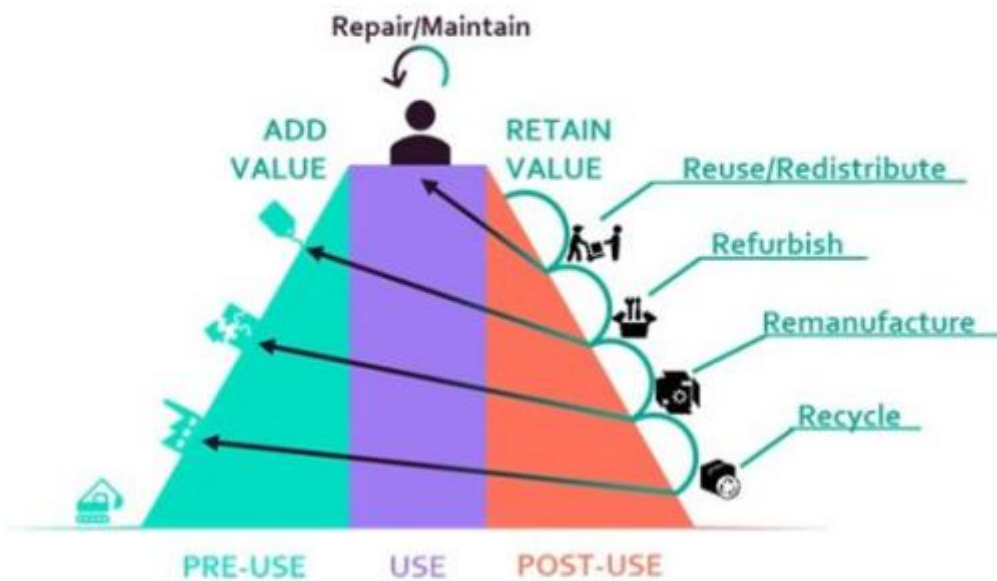 Repair/Maintain
ADD
VALUE
RETAIN
VALUE
Reuse/Redistribute
Refurbish
Remanufacture
Recycle
PRE-USE
USE
POST-USE